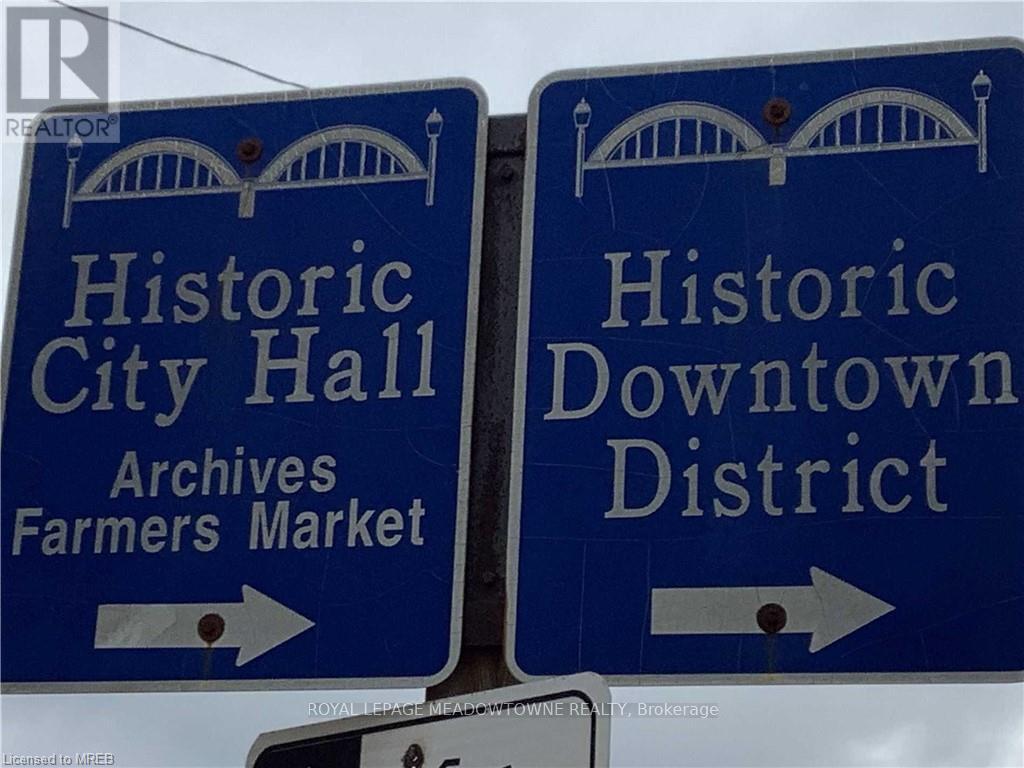 REALTOR®
Historic
City Hall
Archives
Farmers Market
Historic
Downtown
District
ROYAL LEPAGE MEADOWTOWNE REALTY, Brokerage
Licensed to MREB